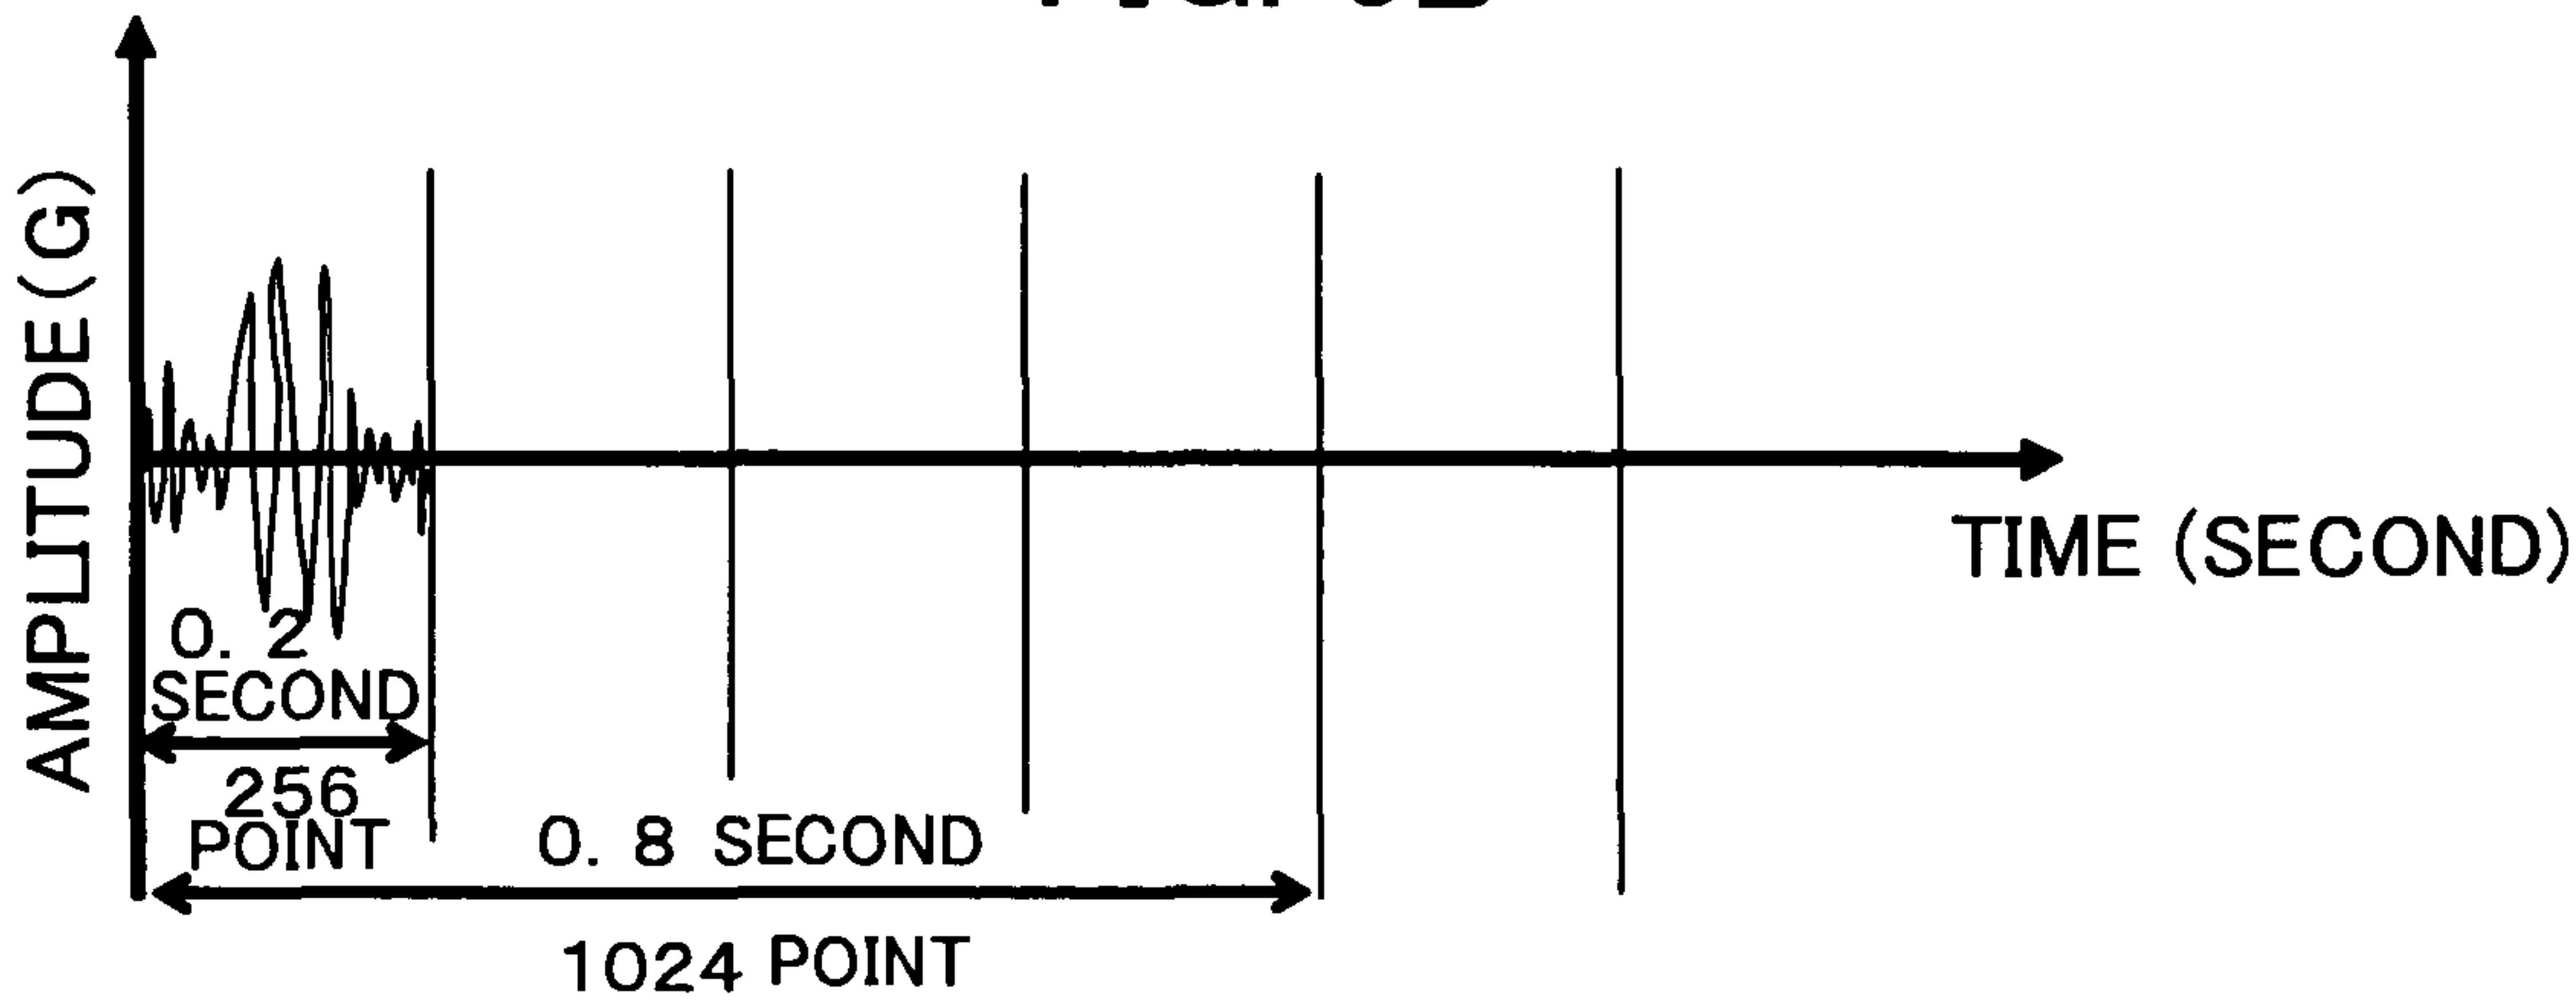 AMPLITUDE (G)
TIME (SECOND)
0. 2
SECOND
256
POINT
0. 8 SECOND
1024 POINT